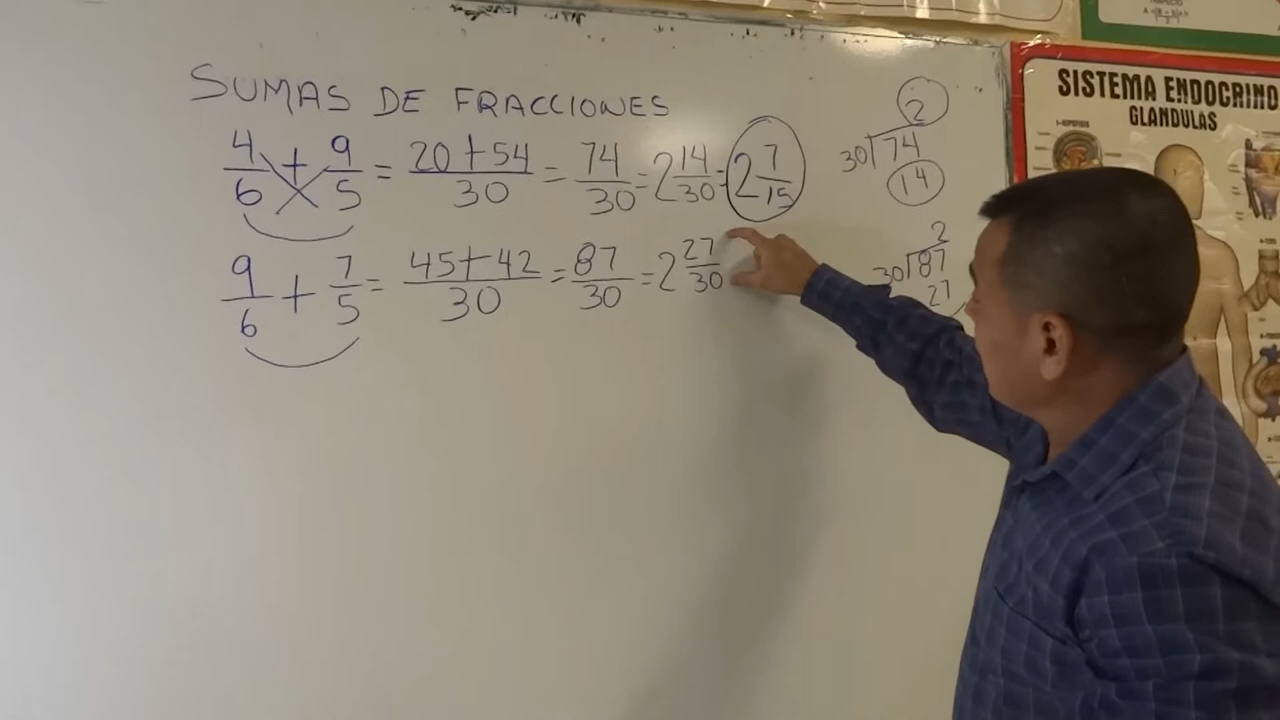 SUMAS DE FRACCIONES
4/6 + 9/5 = 20+54/30 = 74/30 = 2 14/30 = 2 7/15
9/6 + 7/5 = 45+42/30 = 87/30 = 2 27/30
2
30 74
14
2
30 87
27
SISTEMA ENDOCRINO
GLANDULAS